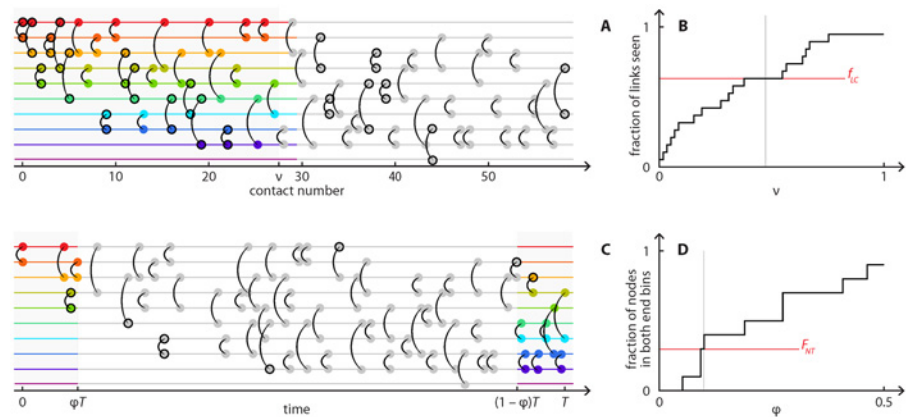 A
B
1
fraction of links seen
f_LC
0
0 10 20 ν 30 40 50
contact number
0 ν 1
C
D
1
fraction of nodes
in both end bins
F_NT
0
0 φT time (1 – φ)T T
0 φ 0.5